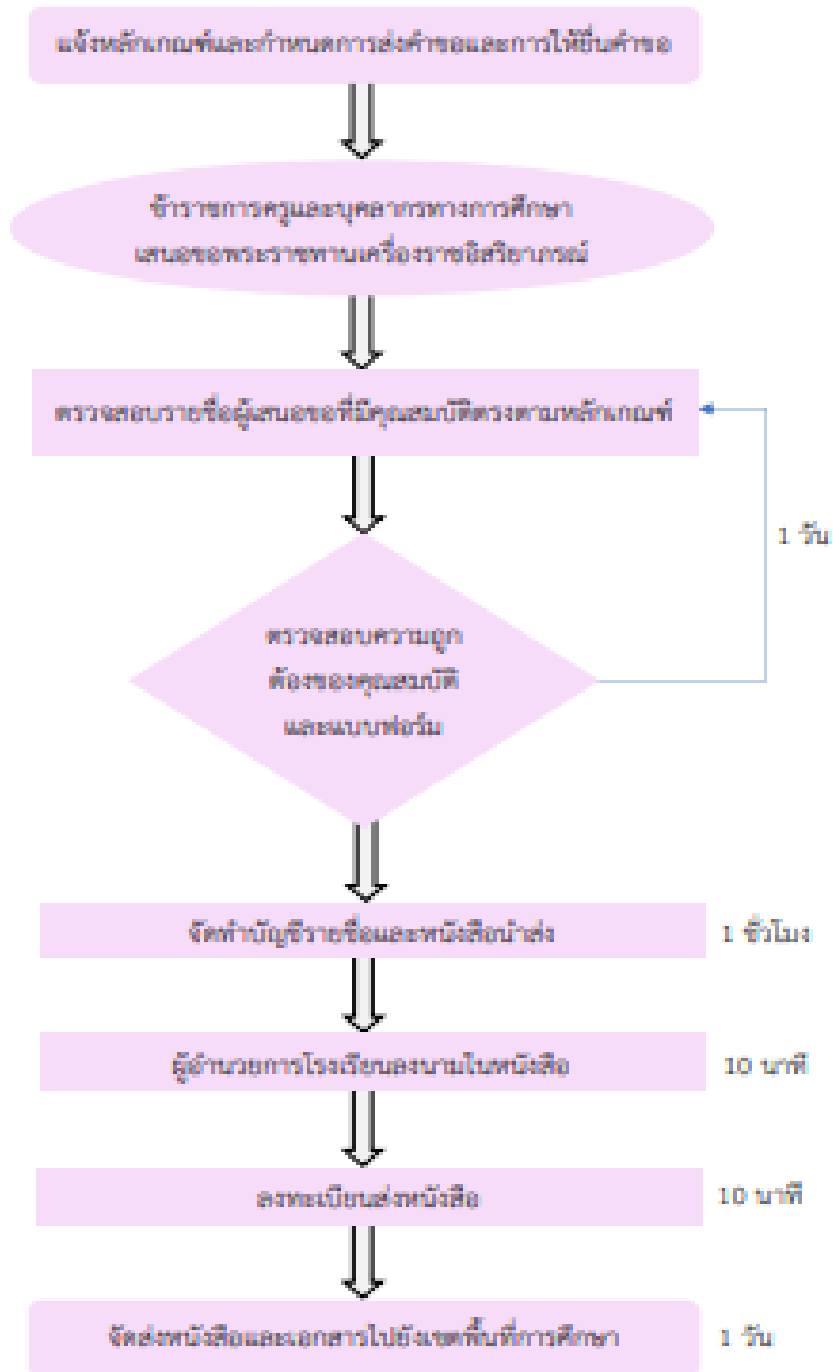 แจ้งหลักเกณฑ์และกำหนดการส่งคำขอและการให้ยื่นคำขอ
ข้าราชการครูและบุคลากรทางการศึกษา
เสนอขอพระราชทานเครื่องราชอิสริยาภรณ์
ตรวจสอบรายชื่อผู้เสนอขอที่มีคุณสมบัติตรงตามหลักเกณฑ์
1 วัน
ตรวจสอบความถูก
ต้องของคุณสมบัติ
และแบบฟอร์ม
จัดทำบัญชีรายชื่อและหนังสือนำส่ง
1 ชั่วโมง
ผู้อำนวยการโรงเรียนลงนามในหนังสือ
10 นาที
ลงทะเบียนส่งหนังสือ
10 นาที
จัดส่งหนังสือและเอกสารไปยังเขตพื้นที่การศึกษา
1 วัน